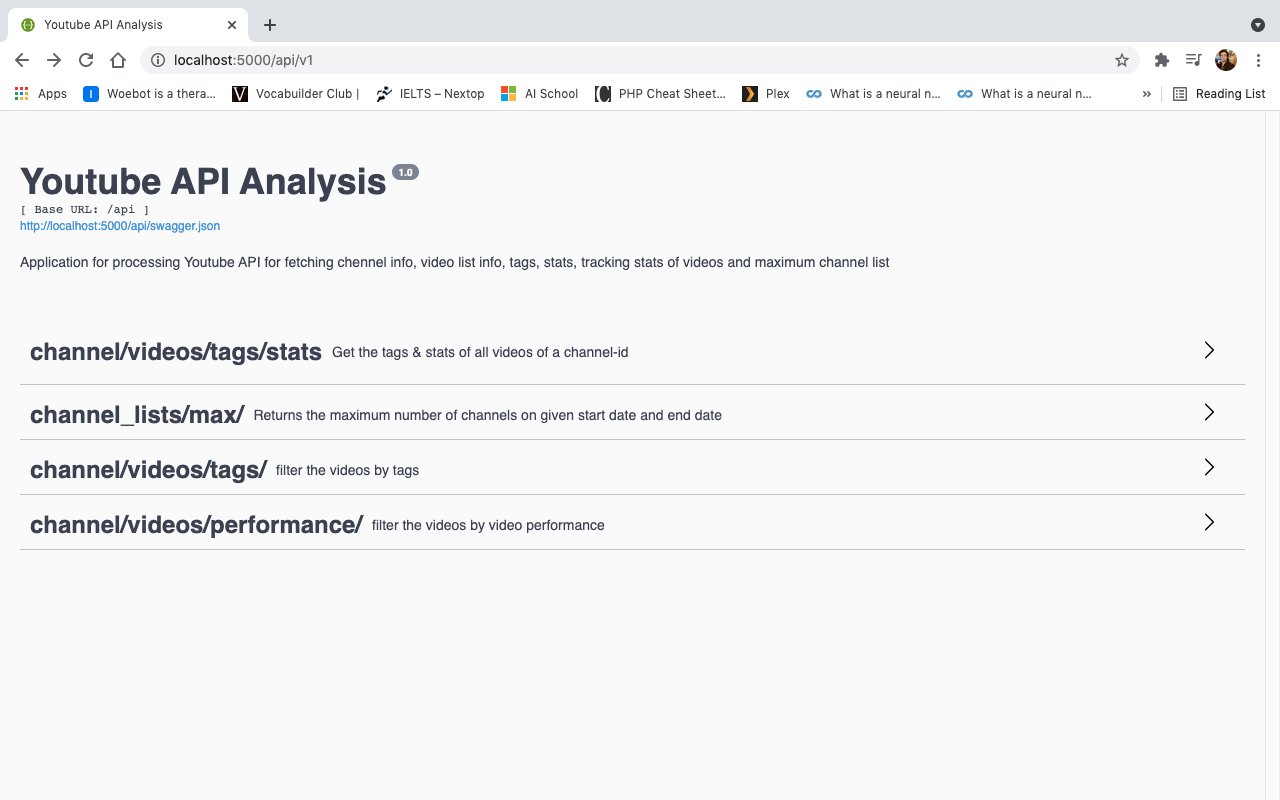 Youtube API Analysis
localhost:5000/api/v1
Apps
Woebot is a thera...
Vocabuilder Club |
IELTS – Nextop
AI School
PHP Cheat Sheet...
Plex
What is a neural n...
What is a neural n...
»
Reading List
Youtube API Analysis 1.0
[ Base URL: /api ]
http://localhost:5000/api/swagger.json
Application for processing Youtube API for fetching chennel info, video list info, tags, stats, tracking stats of videos and maximum channel list
channel/videos/tags/stats Get the tags & stats of all videos of a channel-id
channel_lists/max/ Returns the maximum number of channels on given start date and end date
channel/videos/tags/ filter the videos by tags
channel/videos/performance/ filter the videos by video performance